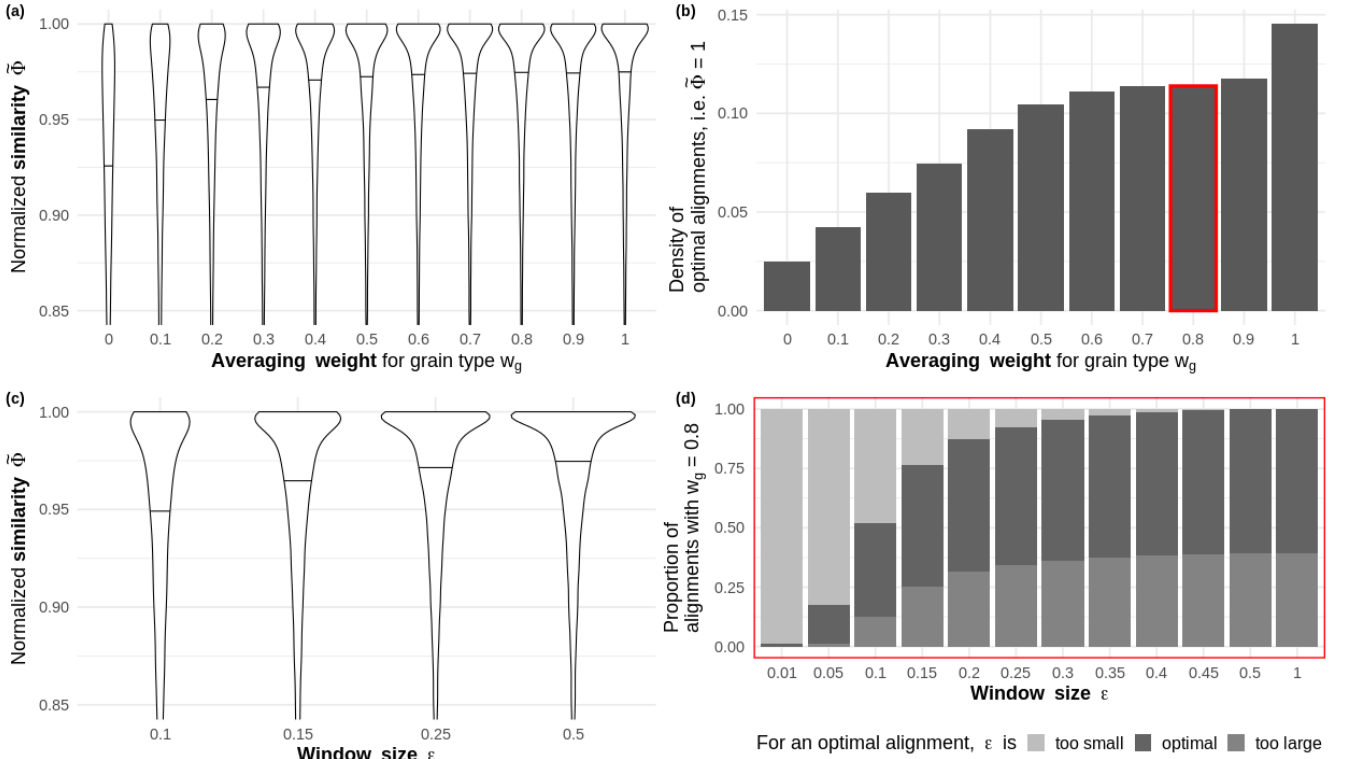 (a)
Normalized similarity Φ̃
1.00
0.95
0.90
0.85
0 0.1 0.2 0.3 0.4 0.5 0.6 0.7 0.8 0.9 1
Averaging weight for grain type wg
(b)
Density of
optimal alignments, i.e. Φ̃ = 1
0.15
0.10
0.05
0.00
0 0.1 0.2 0.3 0.4 0.5 0.6 0.7 0.8 0.9 1
Averaging weight for grain type wg
(c)
Normalized similarity Φ̃
1.00
0.95
0.90
0.85
0.1 0.15 0.25 0.5
Window size ε
(d)
Proportion of
alignments with wg = 0.8
1.00
0.75
0.50
0.25
0.00
0.01 0.05 0.1 0.15 0.2 0.25 0.3 0.35 0.4 0.45 0.5 1
Window size ε
For an optimal alignment, ε is too small optimal too large